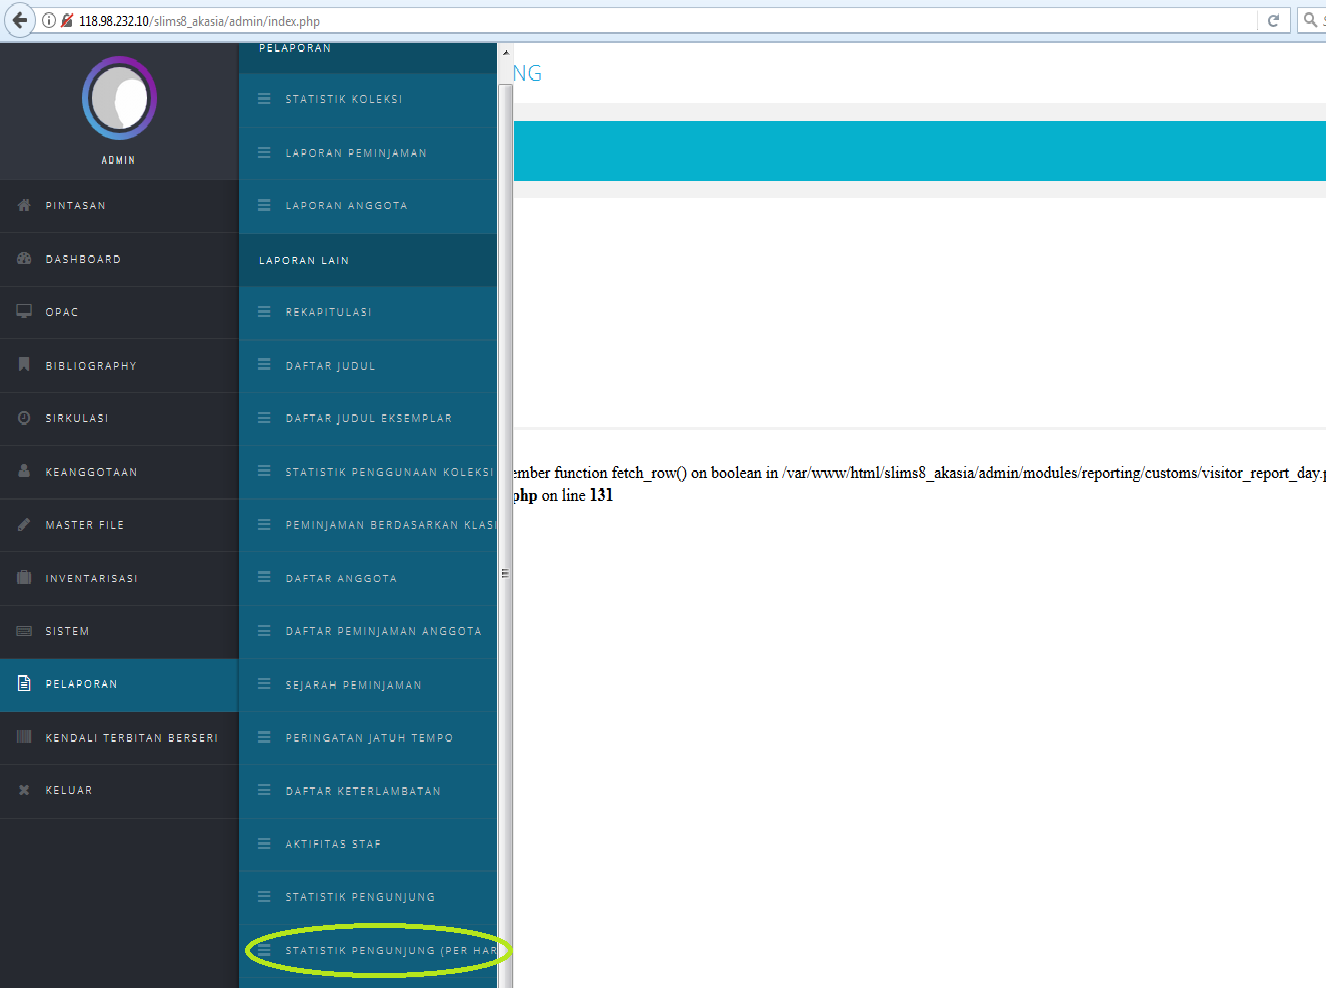 118.98.232.10/slims8_akasia/admin/index.php
ADMIN
PINTASAN
DASHBOARD
OPAC
BIBLIOGRAPHY
SIRKULASI
KEANGGOTAAN
MASTER FILE
INVENTARISASI
SISTEM
PELAPORAN
KENDALI TERBITAN BERSERI
KELUAR
PELAPORAN
STATISTIK KOLEKSI
LAPORAN PEMINJAMAN
LAPORAN ANGGOTA
LAPORAN LAIN
REKAPITULASI
DAFTAR JUDUL
DAFTAR JUDUL EKSEMPLAR
STATISTIK PENGGUNAAN KOLEKSI
PEMINJAMAN BERDASARKAN KLASI
DAFTAR ANGGOTA
DAFTAR PEMINJAMAN ANGGOTA
SEJARAH PEMINJAMAN
PERINGATAN JATUH TEMPO
DAFTAR KETERLAMBATAN
AKTIFITAS STAF
STATISTIK PENGUNJUNG
STATISTIK PENGUNJUNG (PER HAR
NG
ember function fetch_row() on boolean in /var/www/html/slims8_akasia/admin/modules/reporting/customs/visitor_report_day.p
php on line 131